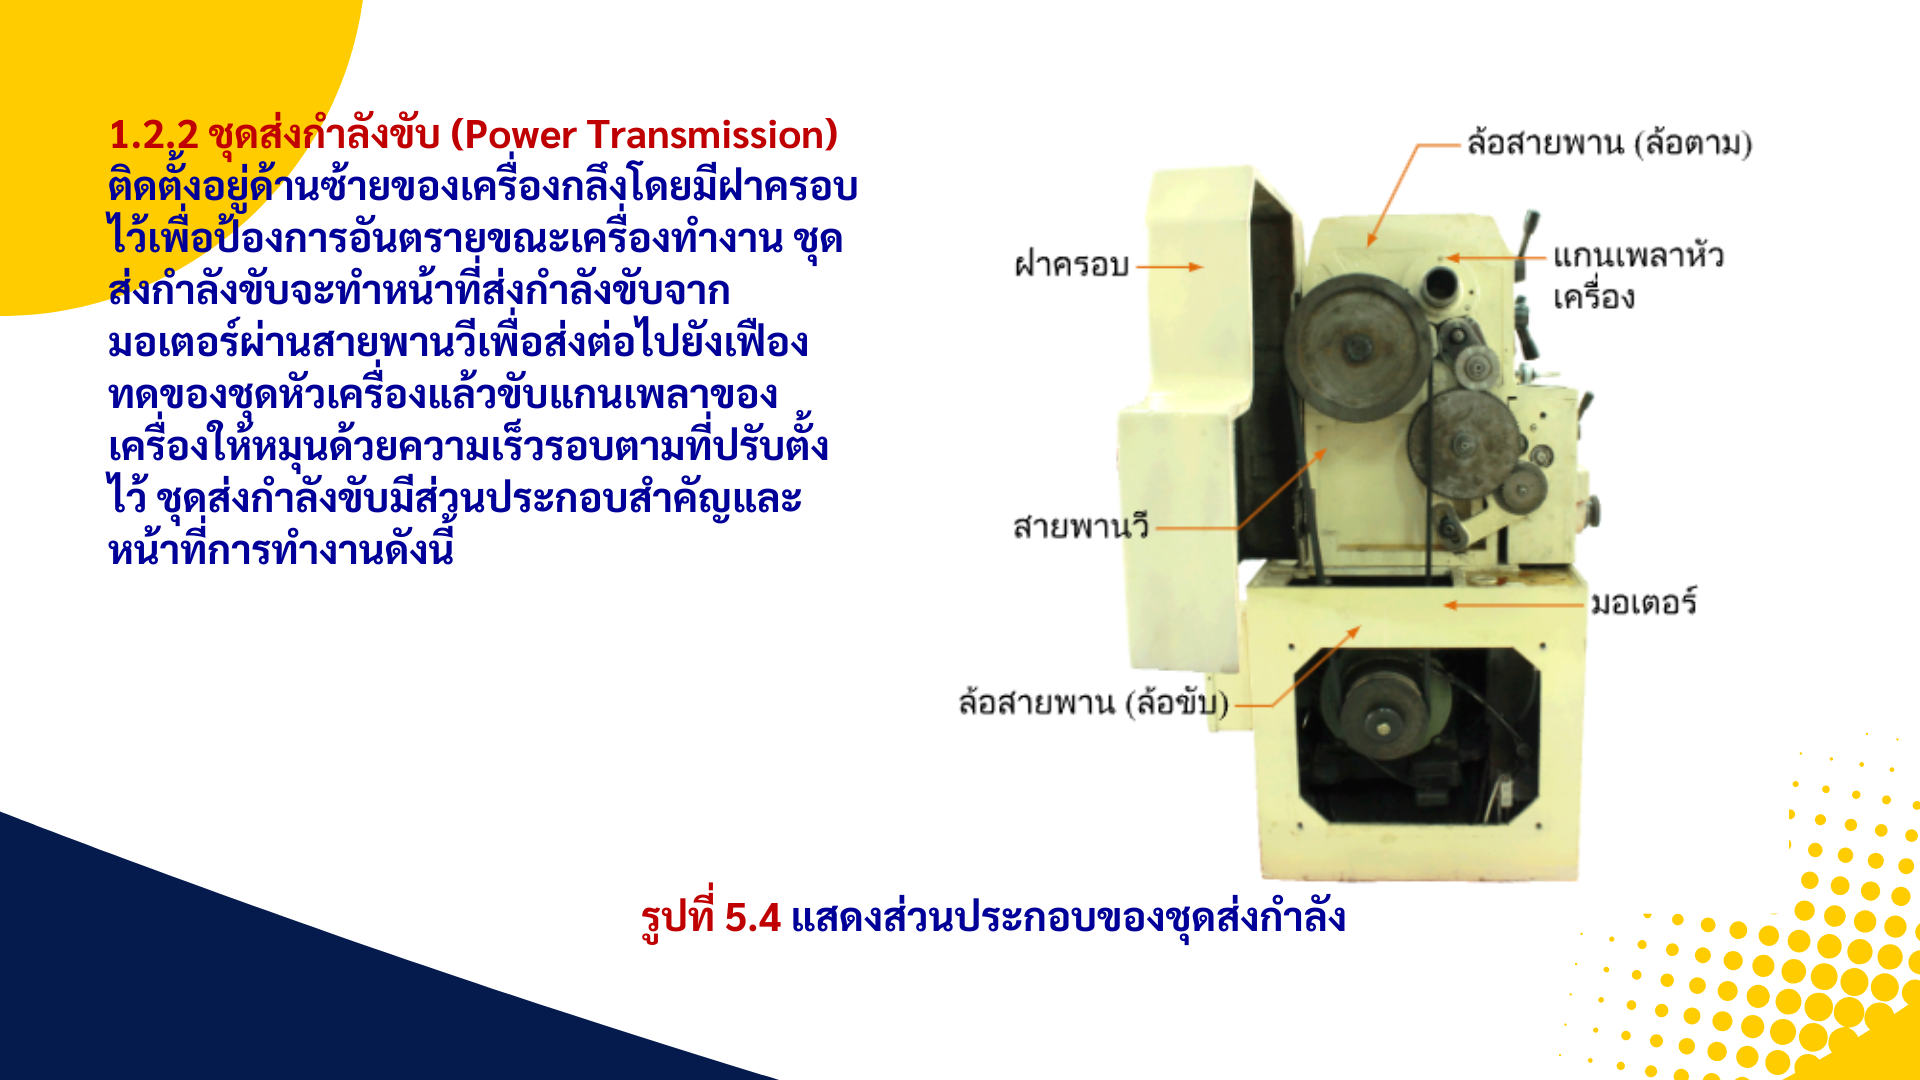 1.2.2 ชุดส่งกำลังขับ (Power Transmission)
ติดตั้งอยู่ด้านซ้ายของเครื่องกลึงโดยมีฝาครอบ
ไว้เพื่อป้องการอันตรายขณะเครื่องทำงาน ชุด
ส่งกำลังขับจะทำหน้าที่ส่งกำลังขับจาก
มอเตอร์ผ่านสายพานวีเพื่อส่งต่อไปยังเฟือง
ทดของชุดหัวเครื่องแล้วขับแกนเพลาของ
เครื่องให้หมุนด้วยความเร็วรอบตามที่ปรับตั้ง
ไว้ ชุดส่งกำลังขับมีส่วนประกอบสำคัญและ
หน้าที่การทำงานดังนี้
ล้อสายพาน (ล้อตาม)
ฝาครอบ
แกนเพลาหัว
เครื่อง
สายพานวี
มอเตอร์
ล้อสายพาน (ล้อขับ)
รูปที่ 5.4 แสดงส่วนประกอบของชุดส่งกำลัง